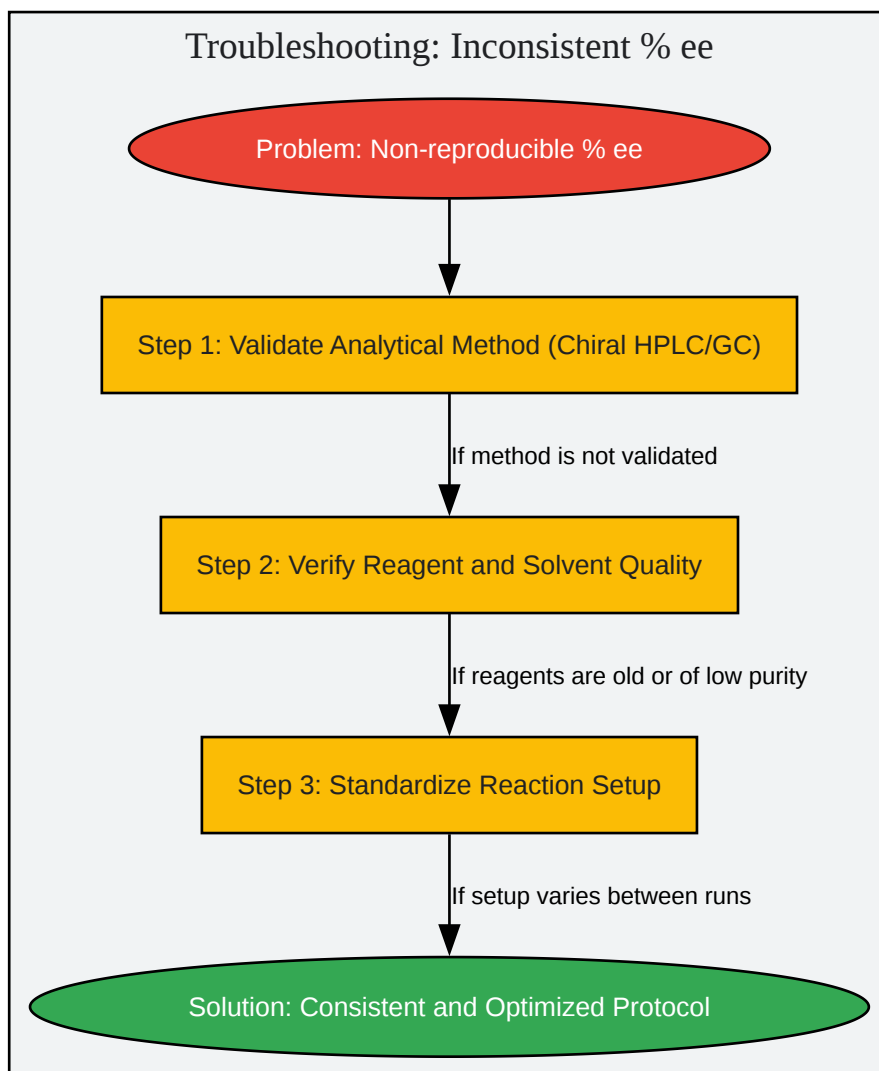 Troubleshooting: Inconsistent % ee
Problem: Non-reproducible % ee
Step 1: Validate Analytical Method (Chiral HPLC/GC)
If method is not validated
Step 2: Verify Reagent and Solvent Quality
If reagents are old or of low purity
Step 3: Standardize Reaction Setup
If setup varies between runs
Solution: Consistent and Optimized Protocol